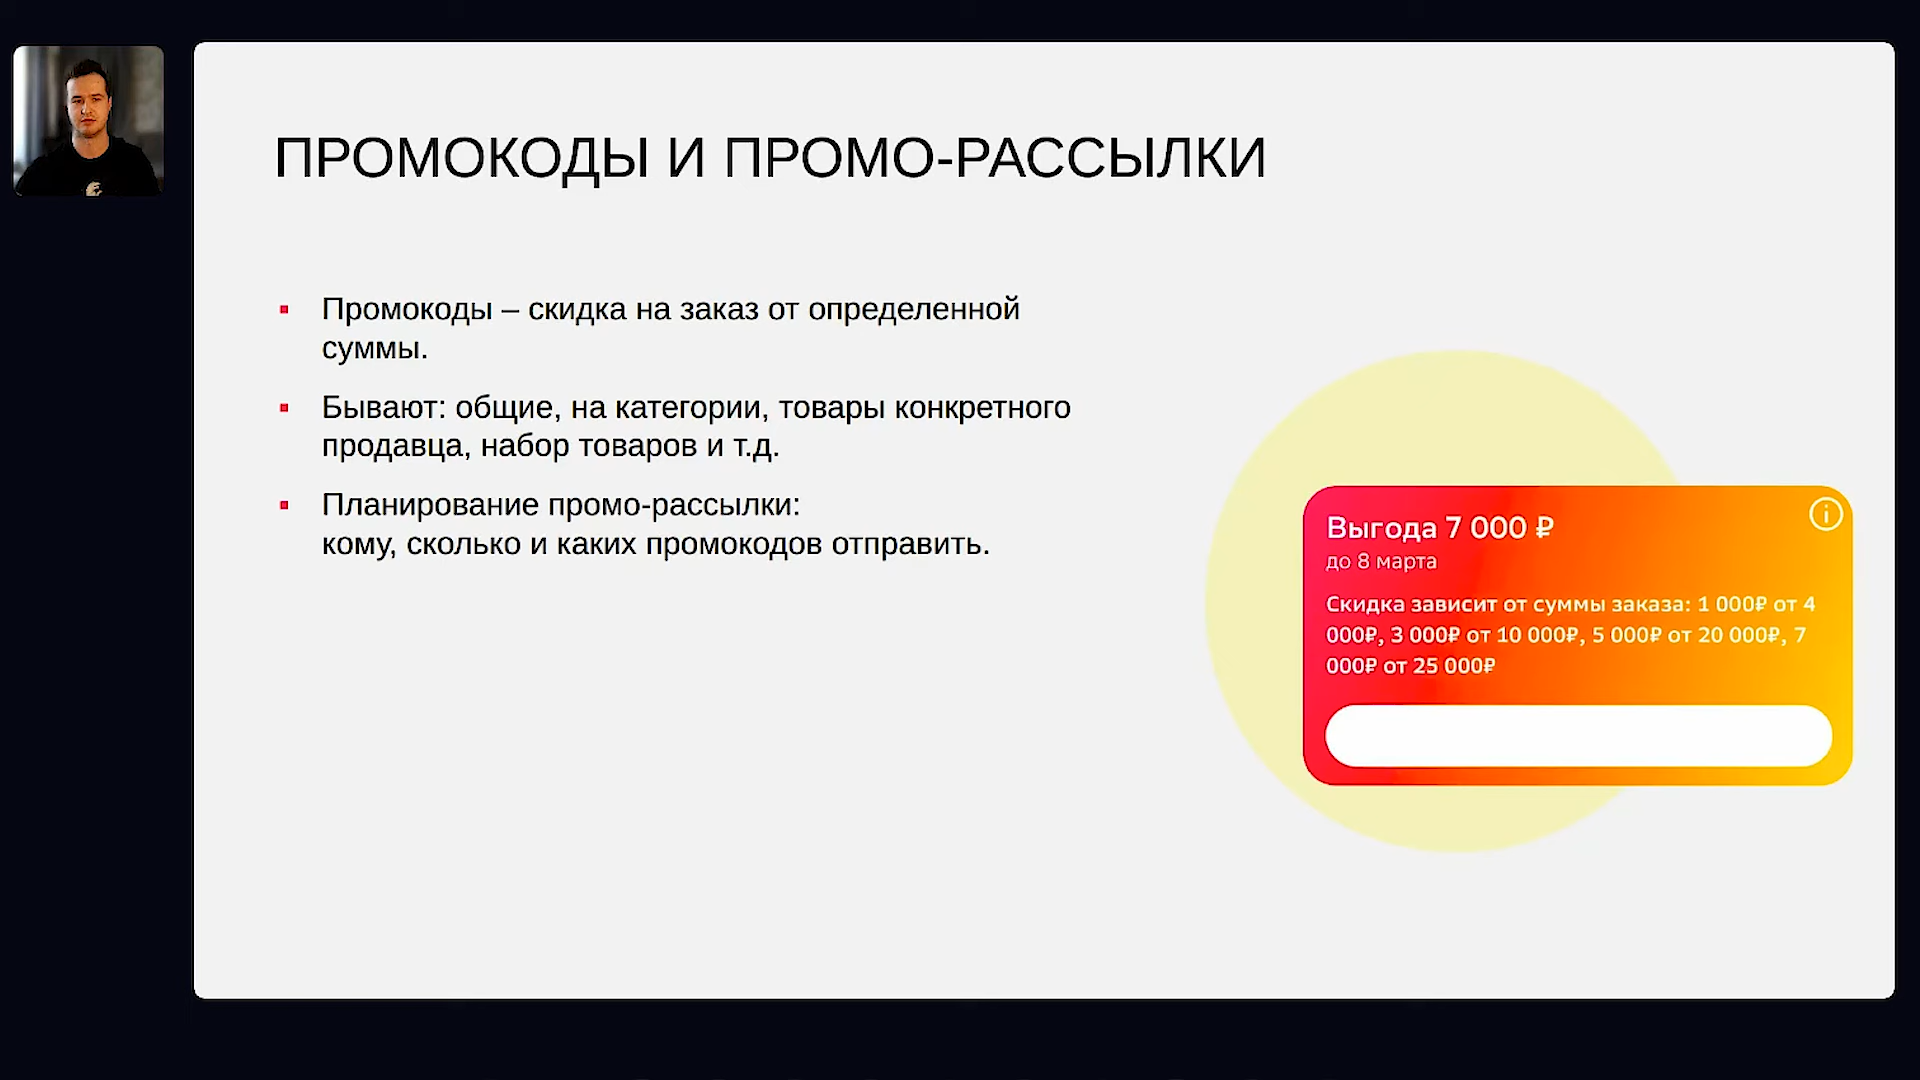 ПРОМОКОДЫ И ПРОМО-РАССЫЛКИ
Промокоды – скидка на заказ от определенной
суммы.
Бывают: общие, на категории, товары конкретного
продавца, набор товаров и т.д.
Планирование промо-рассылки:
кому, сколько и каких промокодов отправить.
Выгода 7 000 ₽
до 8 марта
Скидка зависит от суммы заказа: 1 000₽ от 4
000₽, 3 000₽ от 10 000₽, 5 000₽ от 20 000₽, 7
000₽ от 25 000₽